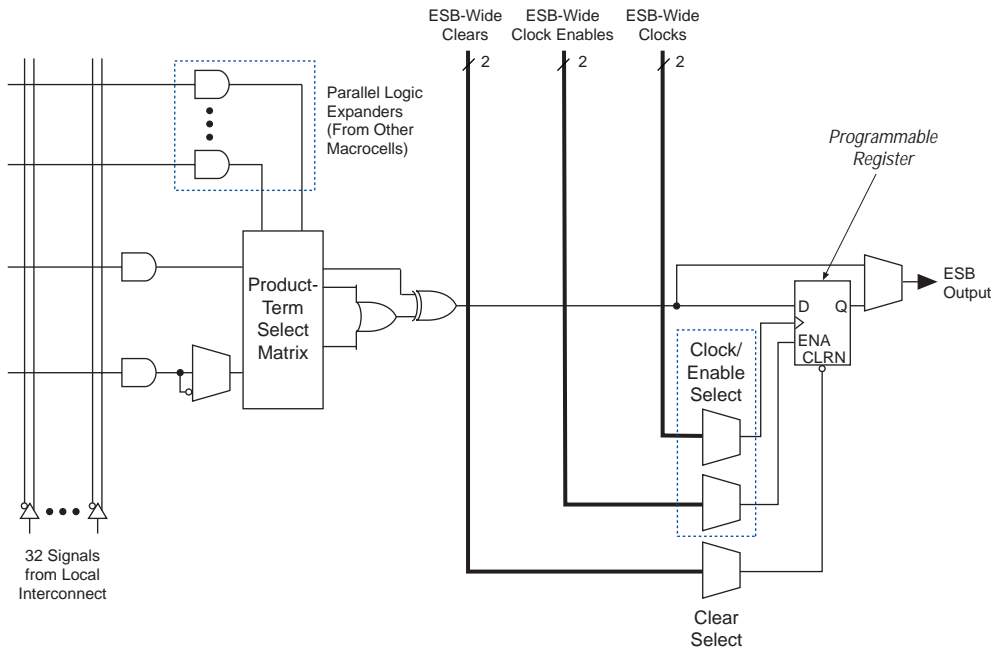 ESB-Wide
Clears
ESB-Wide
Clock Enables
ESB-Wide
Clocks
2
2
2
Parallel Logic
Expanders
(From Other
Macrocells)
Programmable
Register
Product-
Term
Select
Matrix
ESB
Output
D
Q
ENA
CLRN
Clock/
Enable
Select
32 Signals
from Local
Interconnect
Clear
Select